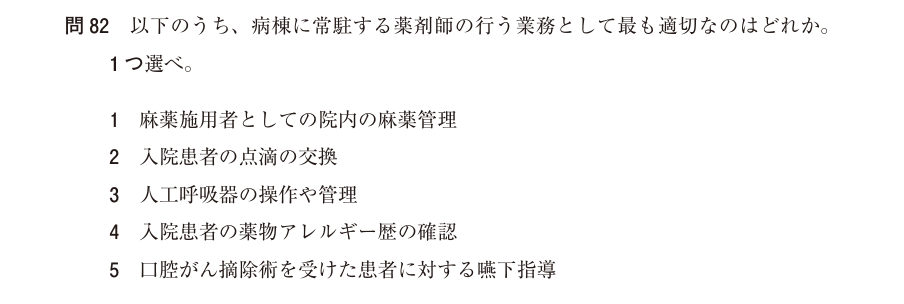 問 82　以下のうち、病棟に常駐する薬剤師の行う業務として最も適切なのはどれか。
1 つ選べ。
1　麻薬施用者としての院内の麻薬管理
2　入院患者の点滴の交換
3　人工呼吸器の操作や管理
4　入院患者の薬物アレルギー歴の確認
5　口腔がん摘除術を受けた患者に対する嚥下指導